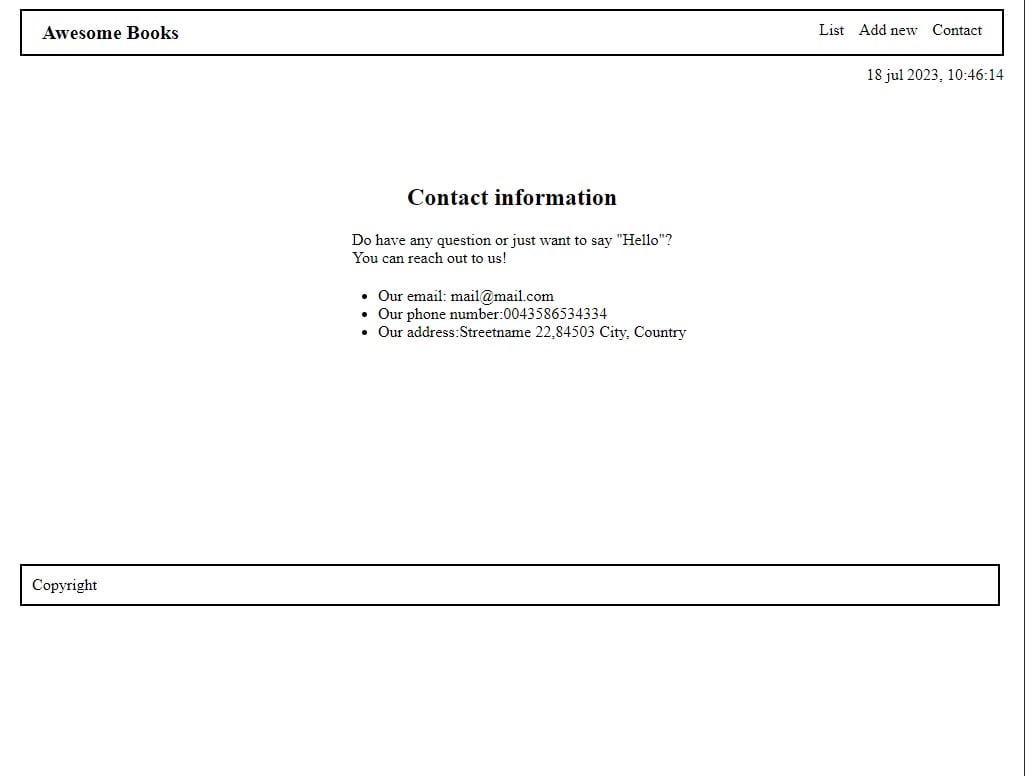 Awesome Books
List Add new Contact
18 jul 2023, 10:46:14
Contact information
Do have any question or just want to say "Hello"?
You can reach out to us!
• Our email: mail@mail.com
• Our phone number:0043586534334
• Our address:Streetname 22,84503 City, Country
Copyright